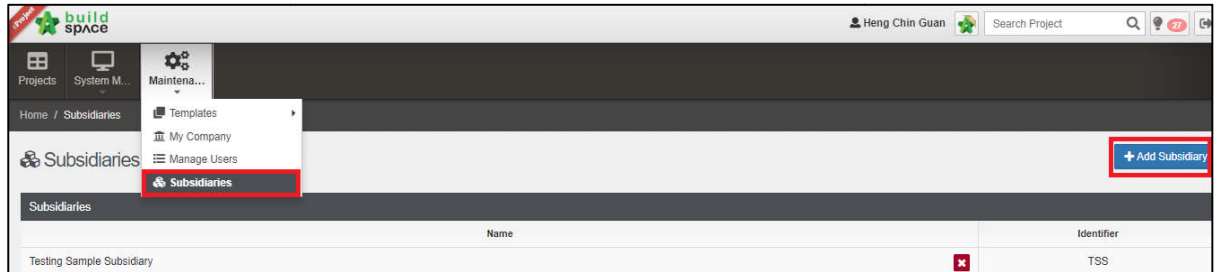 eProject
build
space
Heng Chin Guan
Search Project
27
Projects
System M...
Maintena...
Home / Subsidiaries
Templates
My Company
Subsidiaries
Manage Users
+ Add Subsidiary
Subsidiaries
Subsidiaries
Name
Identifier
Testing Sample Subsidiary
TSS